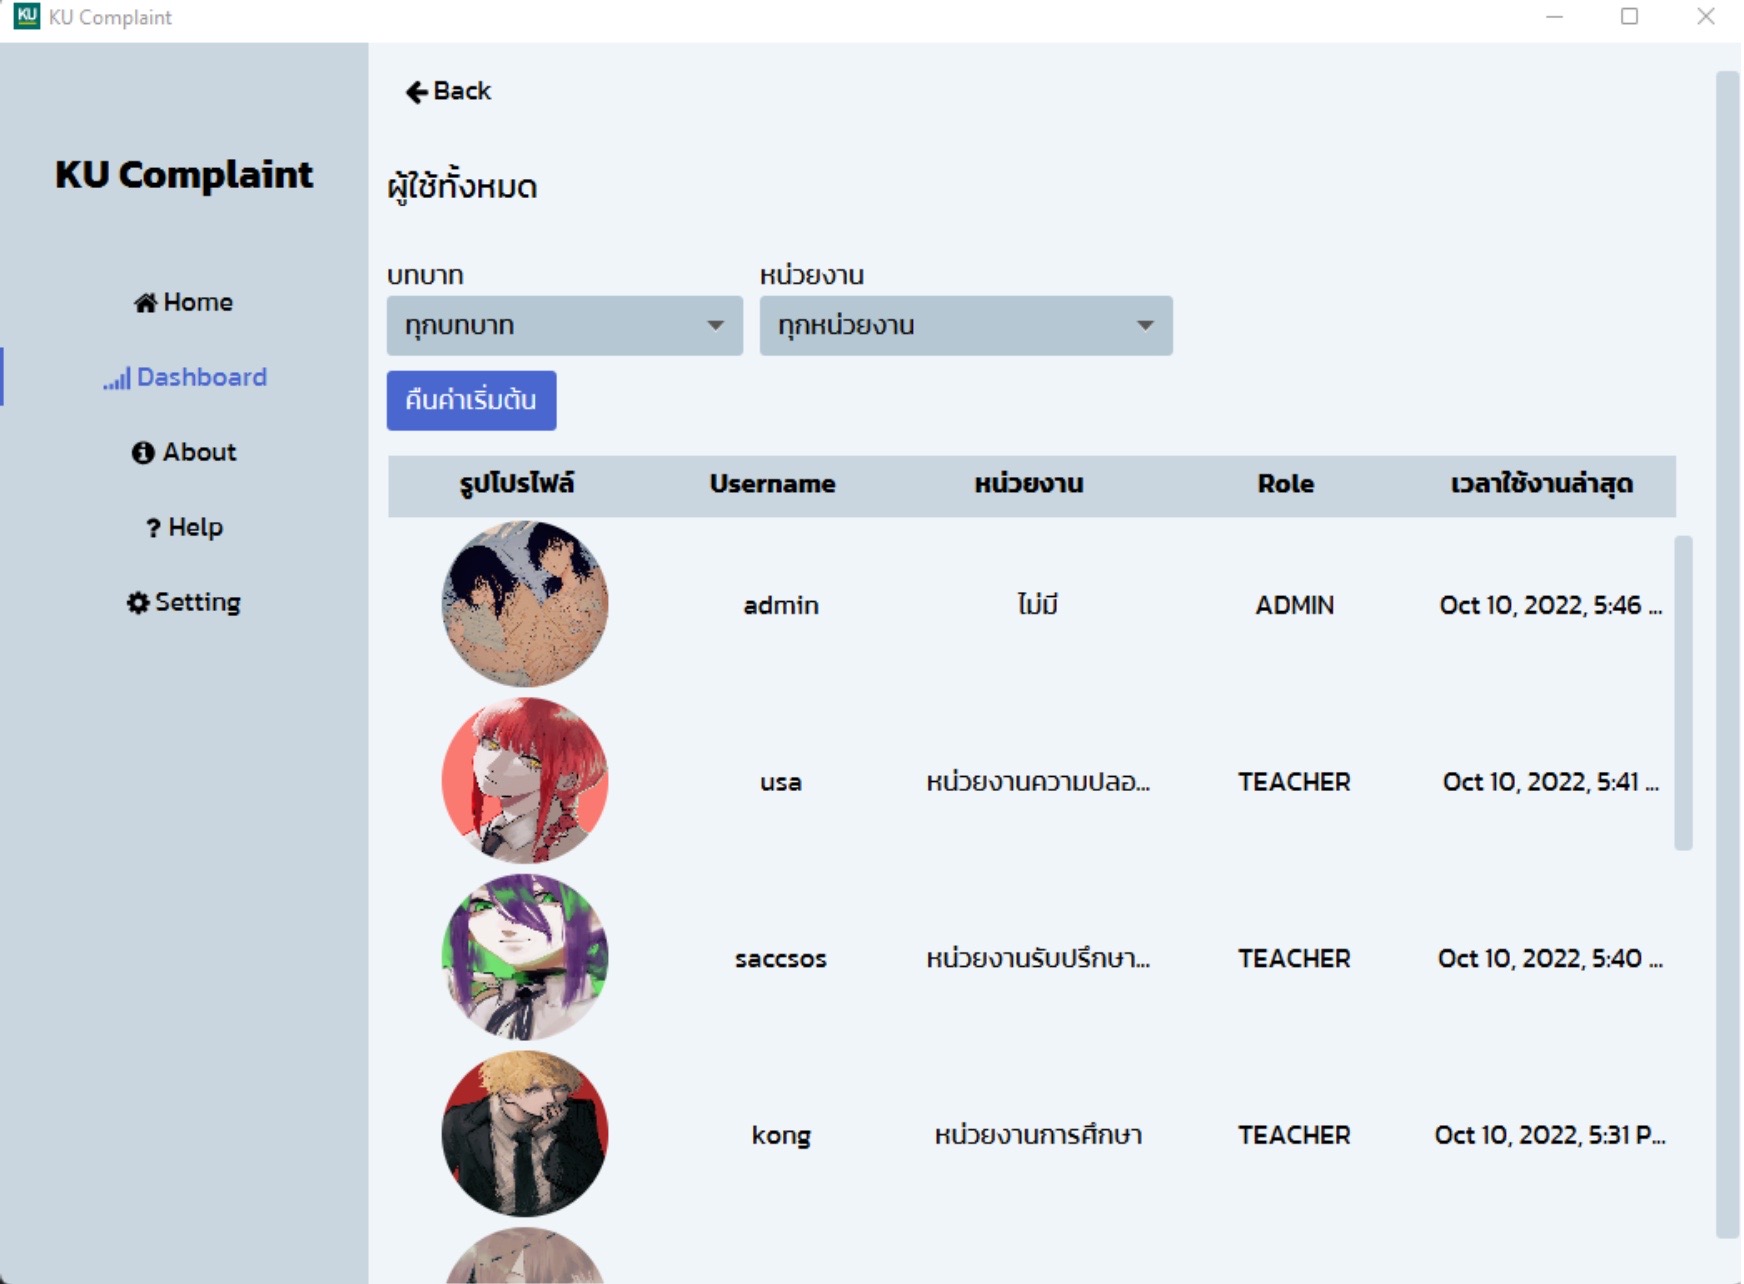 KU KU Complaint
KU Complaint
Home
Dashboard
About
? Help
Setting
Back
ผู้ใช้ทั้งหมด
บทบาท หน่วยงาน
ทุกบทบาท ทุกหน่วยงาน
คืนค่าเริ่มต้น
รูปโปรไฟล์ Username หน่วยงาน Role เวลาใช้งานล่าสุด
admin ไม่มี ADMIN Oct 10, 2022, 5:46 ...
usa หน่วยงานความปลอ... TEACHER Oct 10, 2022, 5:41 ...
saccsos หน่วยงานรับปรึกษา... TEACHER Oct 10, 2022, 5:40 ...
kong หน่วยงานการศึกษา TEACHER Oct 10, 2022, 5:31 P...